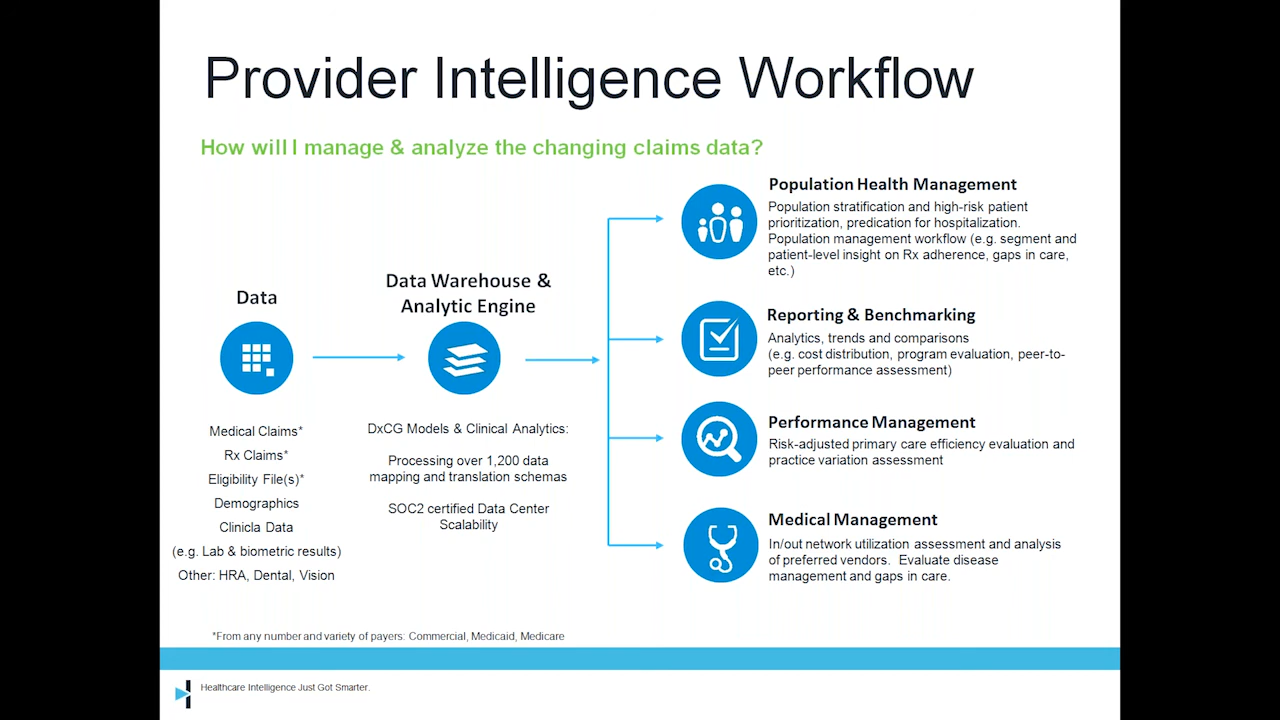 Provider Intelligence Workflow
How will I manage & analyze the changing claims data?
Data
Medical Claims*
Rx Claims*
Eligibility File(s)*
Demographics
Clinicla Data
(e.g. Lab & biometric results)
Other: HRA, Dental, Vision
Data Warehouse &
Analytic Engine
DxCG Models & Clinical Analytics:
Processing over 1,200 data
mapping and translation schemas
SOC2 certified Data Center
Scalability
Population Health Management
Population stratification and high-risk patient
prioritization, predication for hospitalization.
Population management workflow (e.g. segment and
patient-level insight on Rx adherence, gaps in care,
etc.)
Reporting & Benchmarking
Analytics, trends and comparisons
(e.g. cost distribution, program evaluation, peer-to-
peer performance assessment)
Performance Management
Risk-adjusted primary care efficiency evaluation and
practice variation assessment
Medical Management
In/out network utilization assessment and analysis
of preferred vendors. Evaluate disease
management and gaps in care.
*From any number and variety of payers: Commercial, Medicaid, Medicare
Healthcare Intelligence Just Got Smarter.